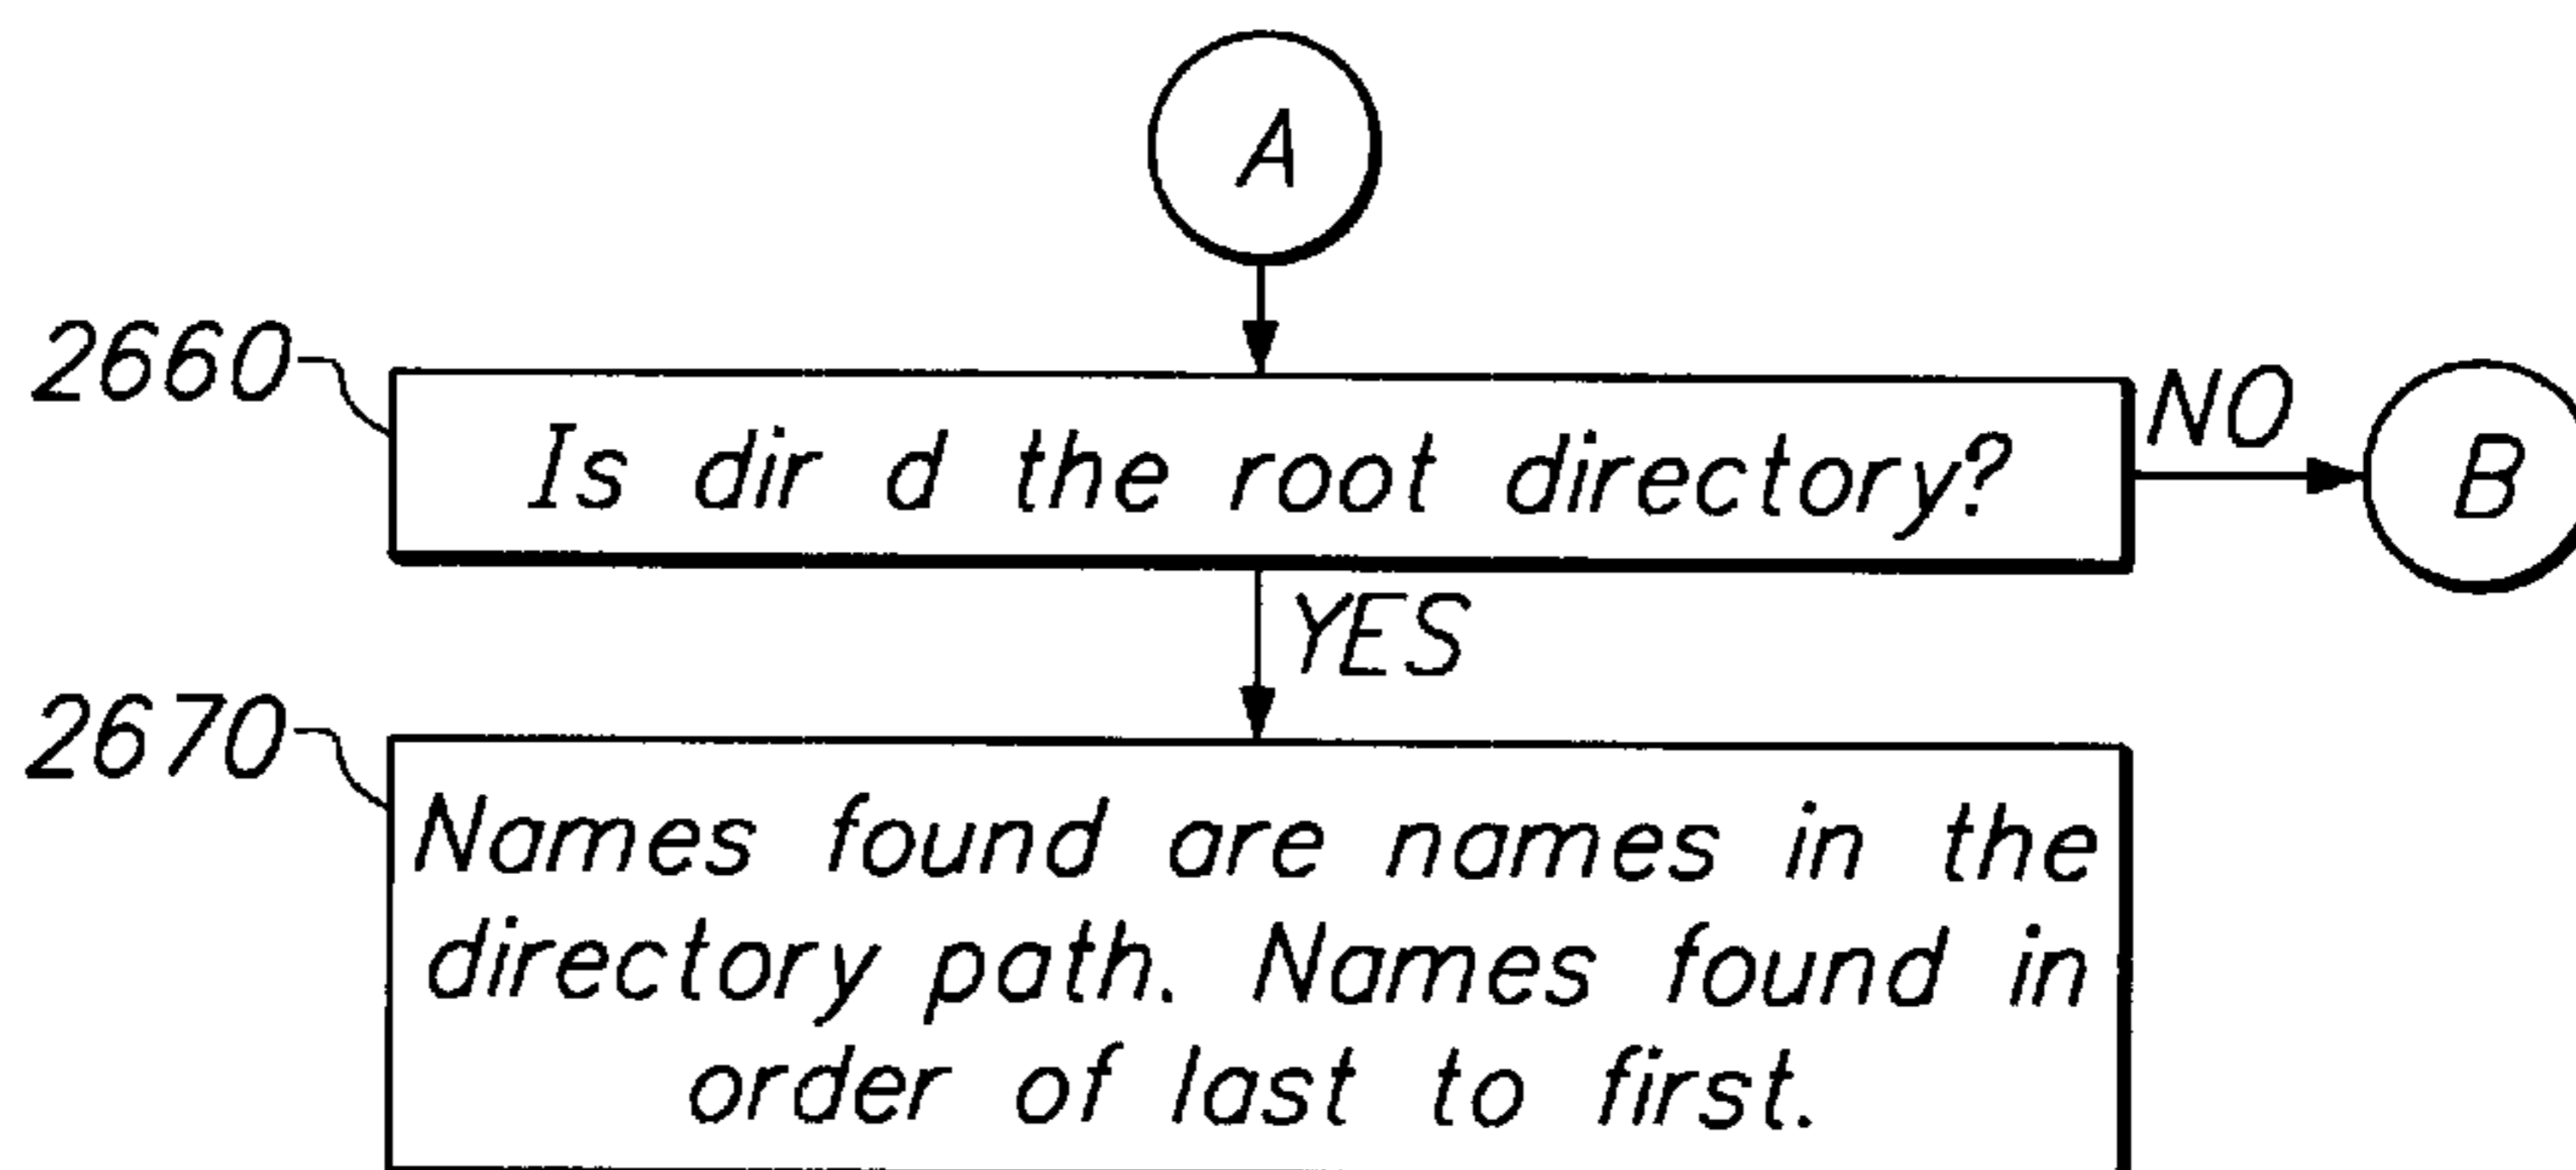 A
2660
Is dir d the root directory?
NO
B
YES
2670
Names found are names in the
directory path. Names found in
order of last to first.